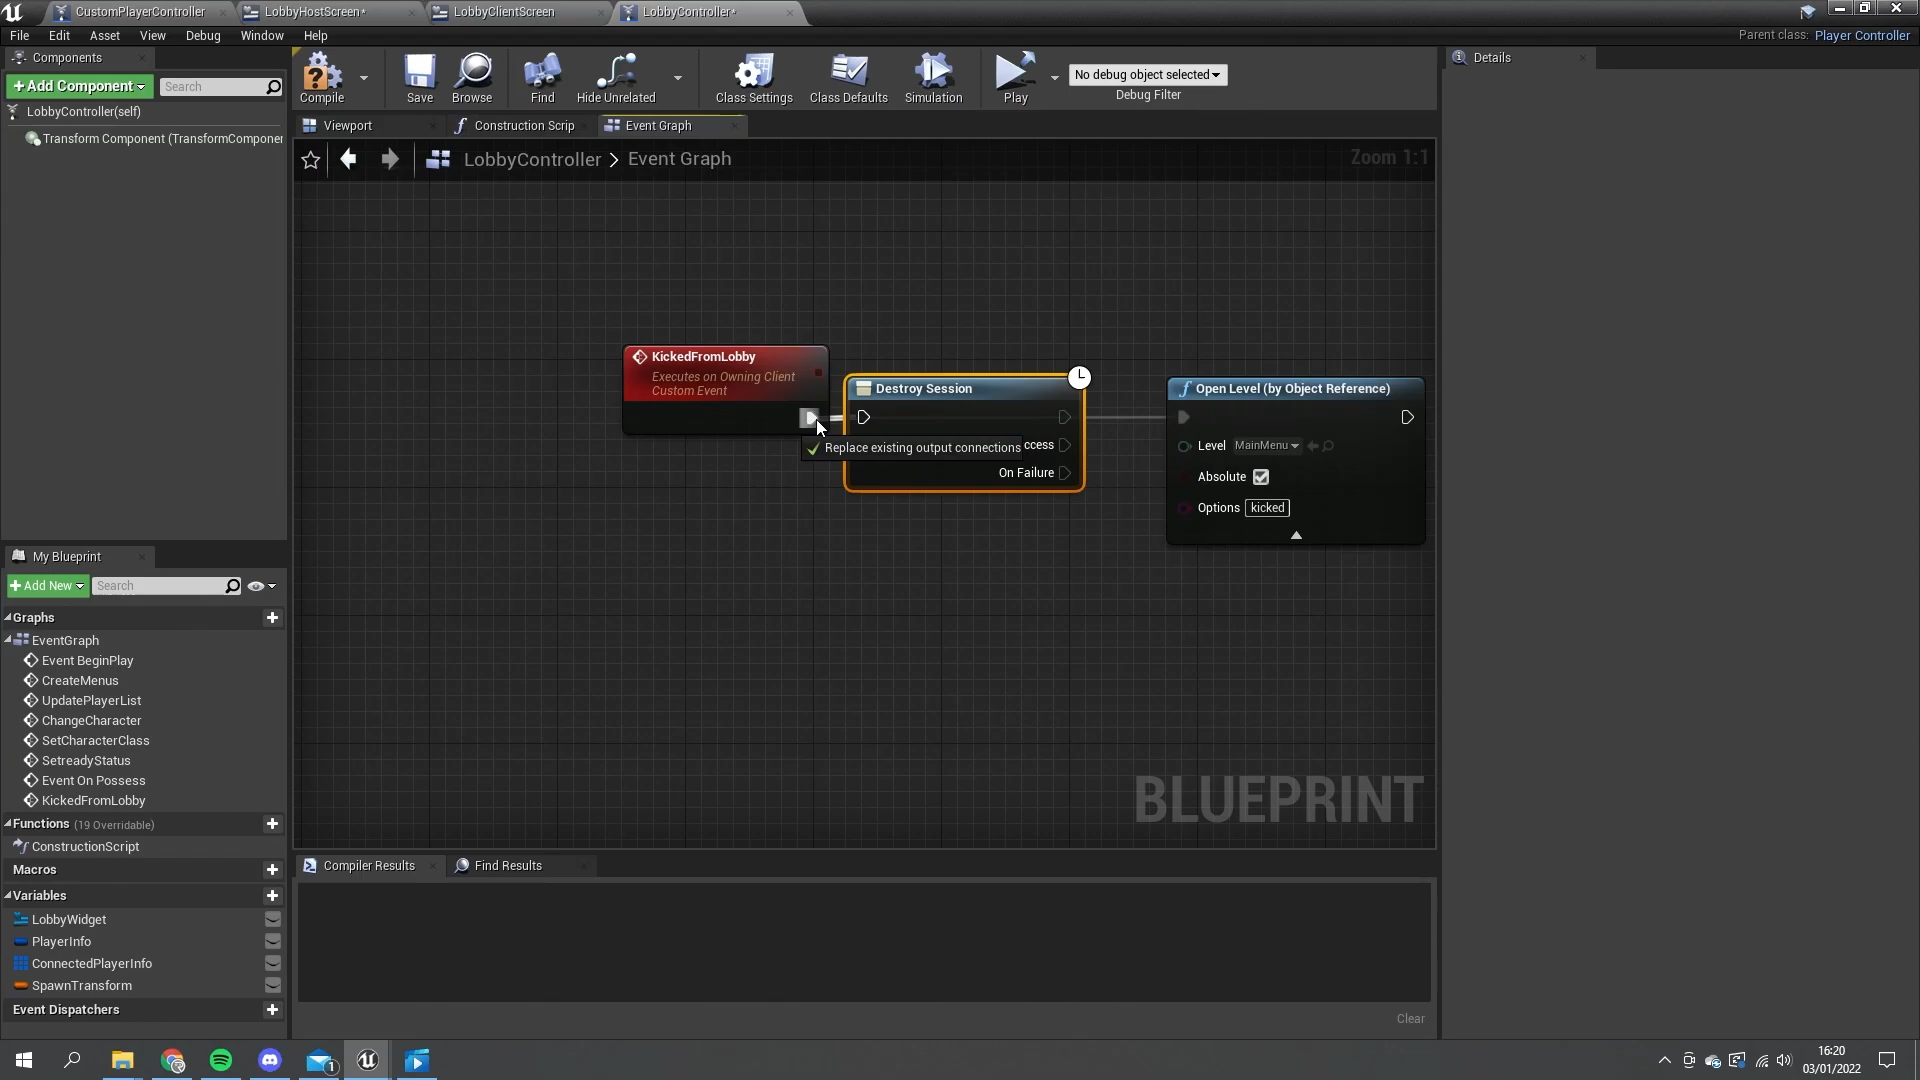 CustomPlayerController
LobbyHostScreen*
LobbyClientScreen
LobbyController*
File
Edit
Asset
View
Debug
Window
Help
Parent class: Player Controller
Components
+Add Component
Search
LobbyController(self)
Transform Component (TransformComponer
Compile
Save
Browse
Find
Hide Unrelated
Class Settings
Class Defaults
Simulation
Play
No debug object selected
Debug Filter
Details
Viewport
Construction Scrip
Event Graph
LobbyController > Event Graph
Zoom 1:1
KickedFromLobby
Executes on Owning Client
Custom Event
Replace existing output connections
Destroy Session
ccess
On Failure
Open Level (by Object Reference)
Level MainMenu
Absolute
Options kicked
BLUEPRINT
My Blueprint
+Add New
Search
Graphs
EventGraph
Event BeginPlay
CreateMenus
UpdatePlayerList
ChangeCharacter
SetCharacterClass
SetreadyStatus
Event On Possess
KickedFromLobby
Functions (19 Overridable)
ConstructionScript
Macros
Variables
LobbyWidget
PlayerInfo
ConnectedPlayerInfo
SpawnTransform
Event Dispatchers
Compiler Results
Find Results
Clear
1
16:20
03/01/2022